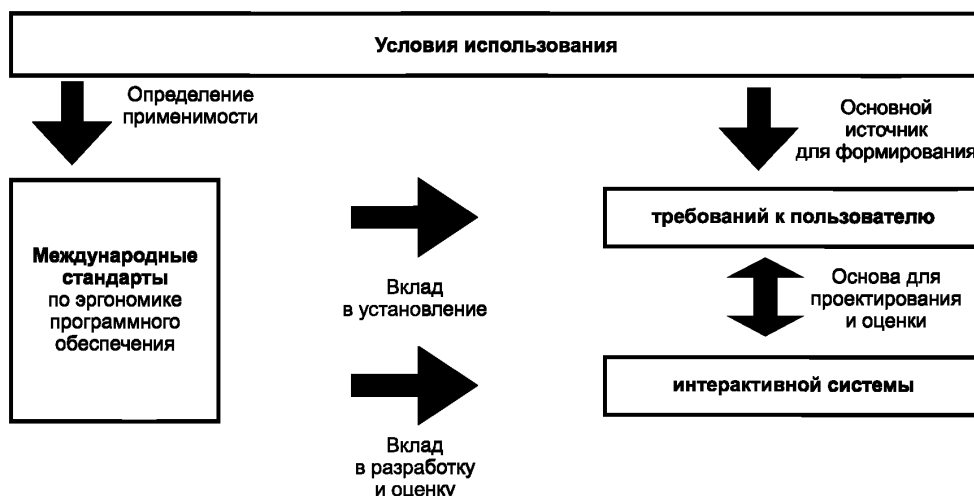 Условия использования
Определение
применимости
Основной
источник
для формирования
Международные
стандарты
по эргономике
программного
обеспечения
Вклад
в установление
требований к пользователю
Основа для
проектирования
и оценки
Вклад
в разработку
и оценку
интерактивной системы